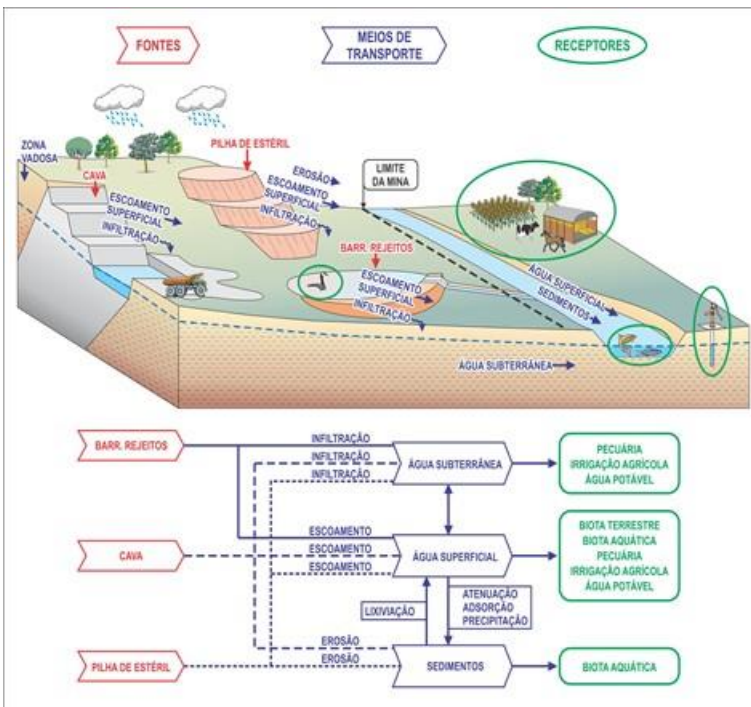 FONTES
MEIOS DE
TRANSPORTE
RECEPTORES
ZONA
VADOSA
CAVA
ESCOAMENTO
SUPERFICIAL
INFILTRAÇÃO
PILHA DE ESTÉRIL
EROSÃO
ESCOAMENTO
SUPERFICIAL
INFILTRAÇÃO
LIMITE
DA MINA
BARR. REJEITOS
ESCOAMENTO
SUPERFICIAL
INFILTRAÇÃO
ÁGUA SUPERFICIAL
SEDIMENTOS
ÁGUA SUBTERRÂNEA
BARR. REJEITOS
INFILTRAÇÃO
INFILTRAÇÃO
INFILTRAÇÃO
ÁGUA SUBTERRÂNEA
PECUÁRIA
IRRIGAÇÃO AGRÍCOLA
ÁGUA POTÁVEL
CAVA
ESCOAMENTO
ESCOAMENTO
ESCOAMENTO
ÁGUA SUPERFICIAL
BIOTA TERRESTRE
BIOTA AQUÁTICA
PECUÁRIA
IRRIGAÇÃO AGRÍCOLA
ÁGUA POTÁVEL
LIXIVIAÇÃO
ATENUAÇÃO
ADSORÇÃO
PRECIPITAÇÃO
PILHA DE ESTÉRIL
EROSÃO
EROSÃO
SEDIMENTOS
BIOTA AQUÁTICA